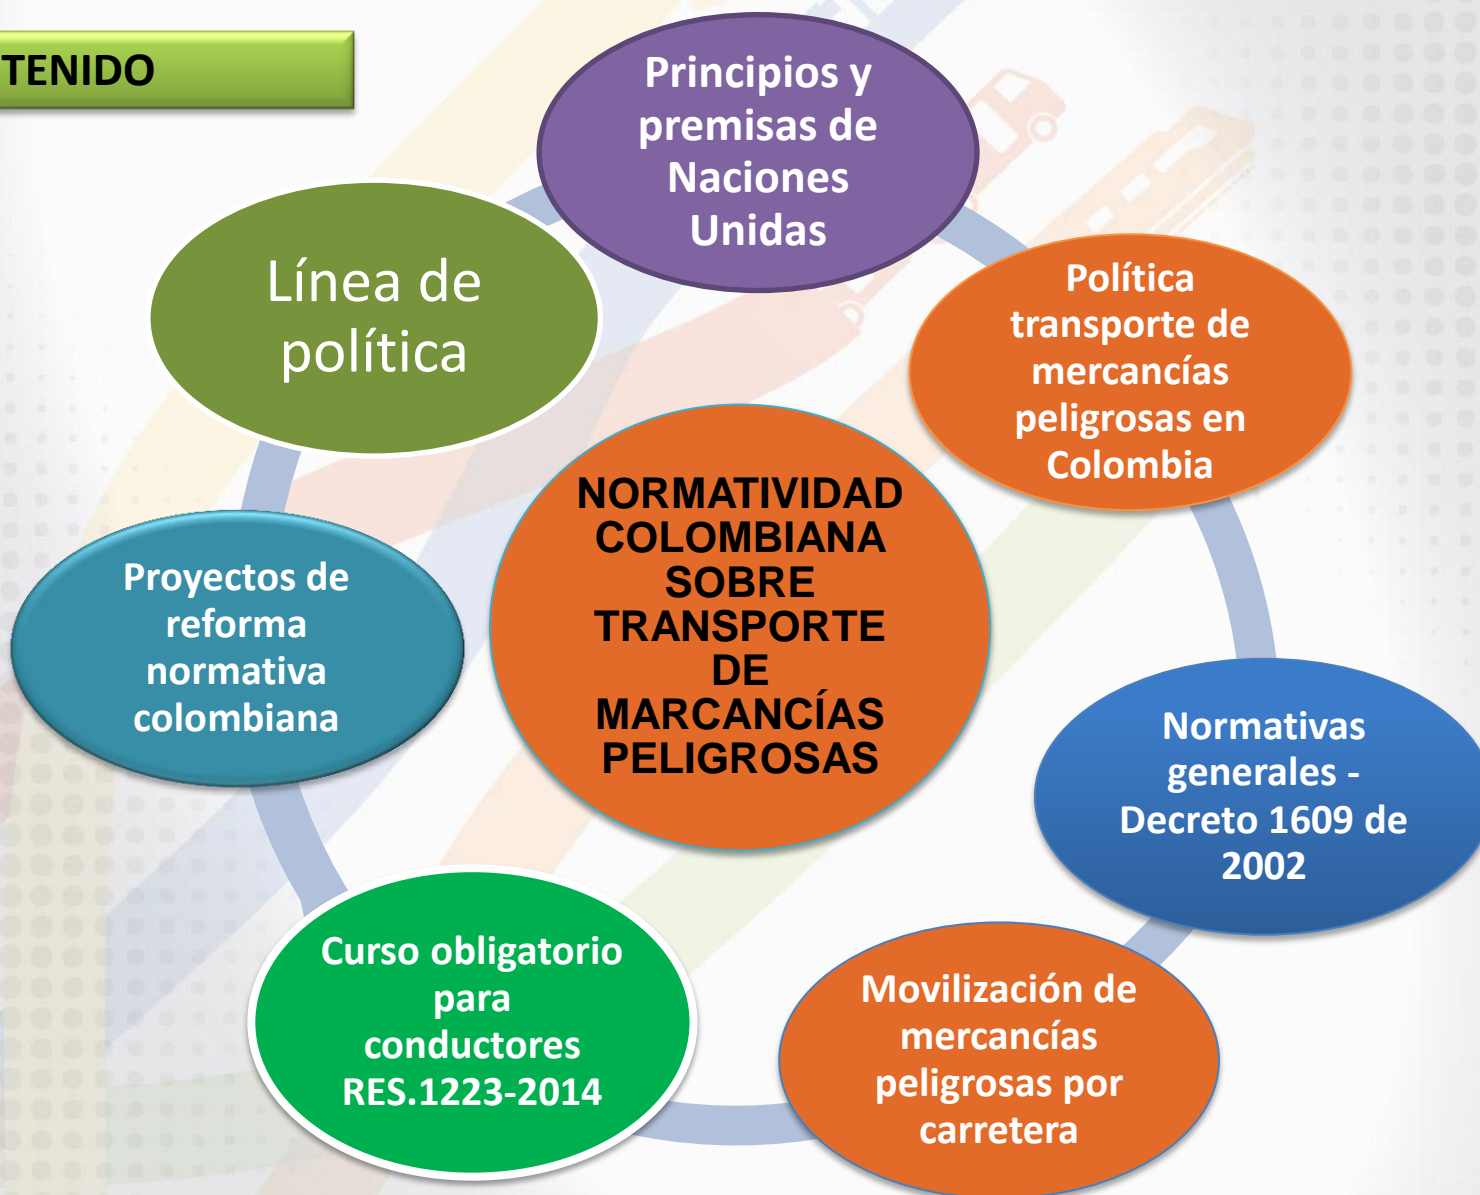 TENIDO
Principios y
premisas de
Naciones
Unidas
Línea de
política
Política
transporte de
mercancías
peligrosas en
Colombia
NORMATIVIDAD
COLOMBIANA
SOBRE
TRANSPORTE
DE
MARCANCÍAS
PELIGROSAS
Proyectos de
reforma
normativa
colombiana
Normativas
generales -
Decreto 1609 de
2002
Curso obligatorio
para
conductores
RES.1223-2014
Movilización de
mercancías
peligrosas por
carretera